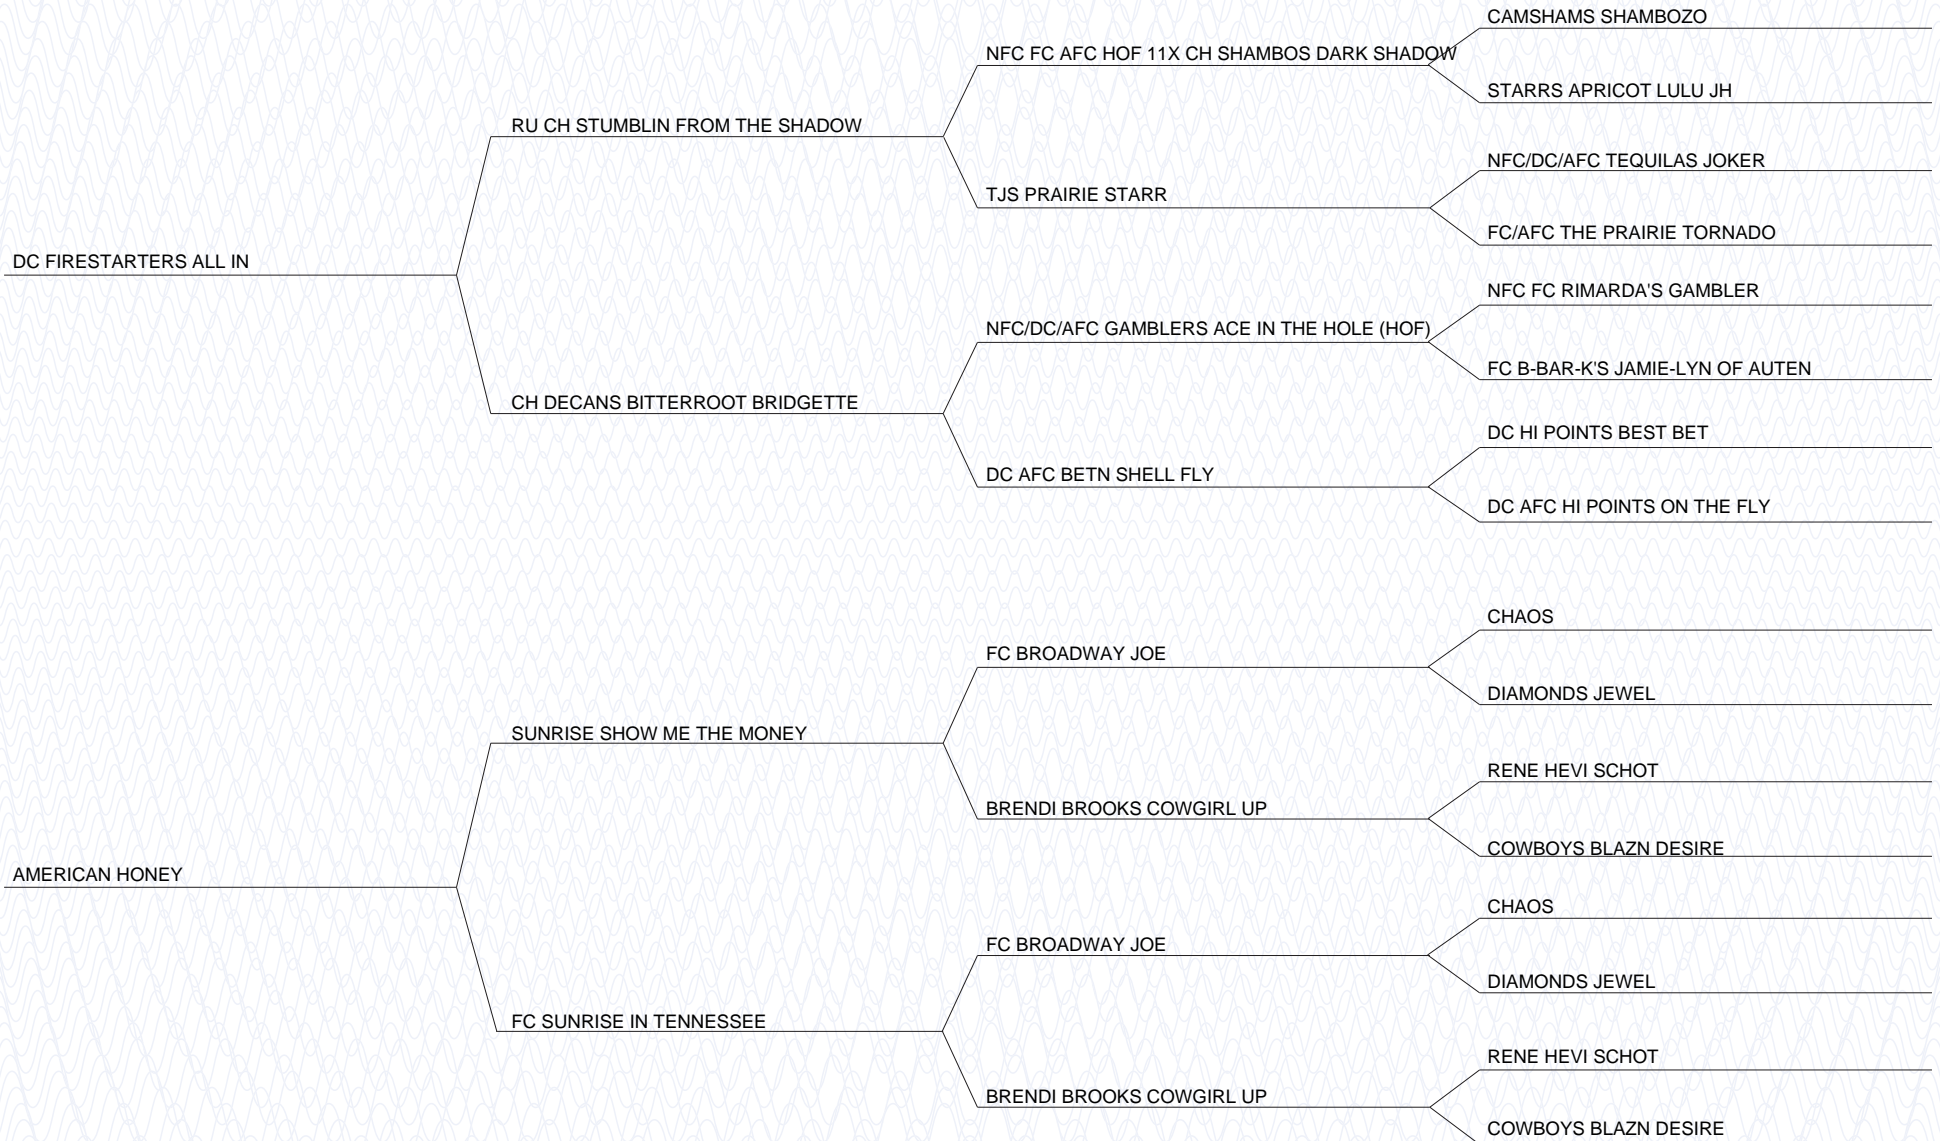 CAMSHAMS SHAMBOZO
NFC FC AFC HOF 11X CH SHAMBOS DARK SHADOW
STARRS APRICOT LULU JH
RU CH STUMBLIN FROM THE SHADOW
NFC/DC/AFC TEQUILAS JOKER
TJS PRAIRIE STARR
FC/AFC THE PRAIRIE TORNADO
DC FIRESTARTERS ALL IN
NFC FC RIMARDA'S GAMBLER
NFC/DC/AFC GAMBLERS ACE IN THE HOLE (HOF)
FC B-BAR-K'S JAMIE-LYN OF AUTEN
CH DECANS BITTERROOT BRIDGETTE
DC HI POINTS BEST BET
DC AFC BETN SHELL FLY
DC AFC HI POINTS ON THE FLY
CHAOS
FC BROADWAY JOE
DIAMONDS JEWEL
SUNRISE SHOW ME THE MONEY
RENE HEVI SCHOT
BRENDI BROOKS COWGIRL UP
COWBOYS BLAZN DESIRE
AMERICAN HONEY
CHAOS
FC BROADWAY JOE
DIAMONDS JEWEL
FC SUNRISE IN TENNESSEE
RENE HEVI SCHOT
BRENDI BROOKS COWGIRL UP
COWBOYS BLAZN DESIRE